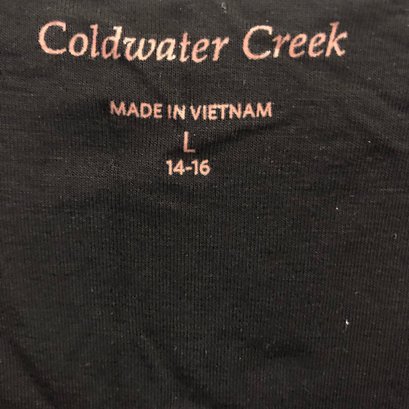 Coldwater Creek
MADE IN VIETNAM
L
14-16